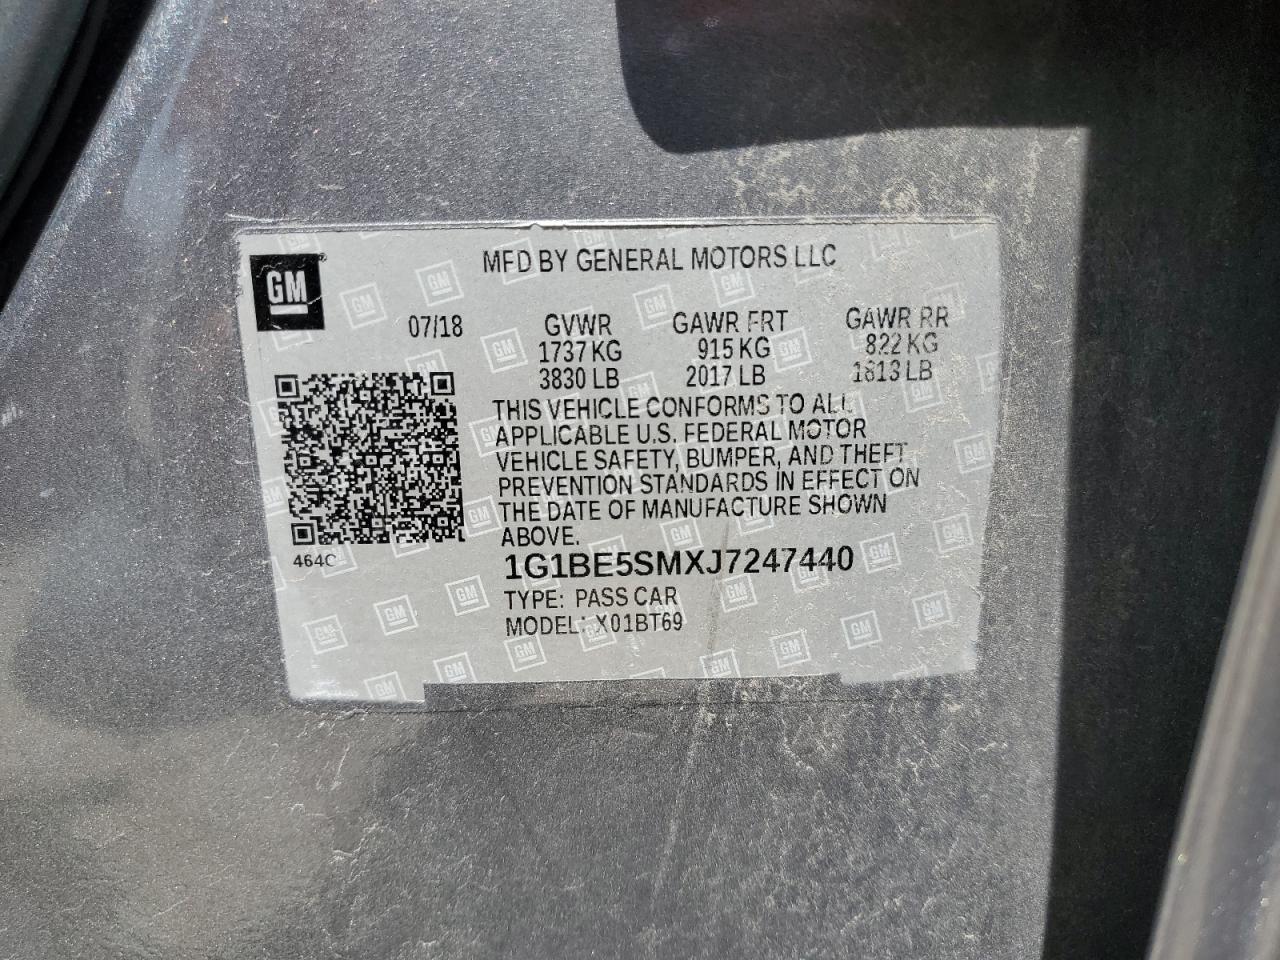 GM
MFD BY GENERAL MOTORS LLC
07/18 GVWR GAWR FRT GAWR RR
1737 KG 915 KG 822 KG
3830 LB 2017 LB 1813 LB
THIS VEHICLE CONFORMS TO ALL
APPLICABLE U.S. FEDERAL MOTOR
VEHICLE SAFETY, BUMPER, AND THEFT
PREVENTION STANDARDS IN EFFECT ON
THE DATE OF MANUFACTURE SHOWN
ABOVE.
464C
1G1BE5SMXJ7247440
TYPE: PASS CAR
MODEL: X01BT69